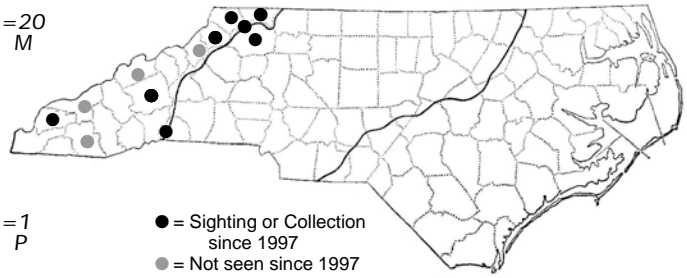 =20
M
=1
P
= Sighting or Collection
since 1997
= Not seen since 1997